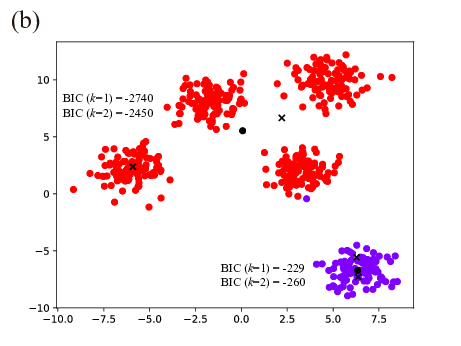 (b)
10
5
0
−5
−10
BIC (k=1) = -2740
BIC (k=2) = -2450
BIC (k=1) = -229
BIC (k=2) = -260
−10.0 −7.5 −5.0 −2.5 0.0 2.5 5.0 7.5